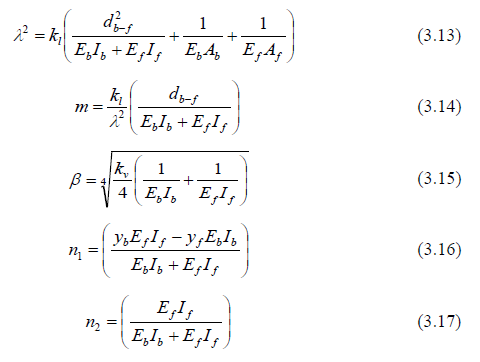 λ² = k_l ( d²_{b–f} / (E_b I_b + E_f I_f) + 1 / (E_b A_b) + 1 / (E_f A_f) ) (3.13)
m = k_l / λ² ( d_{b–f} / (E_b I_b + E_f I_f) ) (3.14)
β = ⁴√( k_v / 4 ( 1 / (E_b I_b) + 1 / (E_f I_f) ) ) (3.15)
n₁ = ( (y_b E_f I_f − y_f E_b I_b) / (E_b I_b + E_f I_f) ) (3.16)
n₂ = ( E_f I_f / (E_b I_b + E_f I_f) ) (3.17)